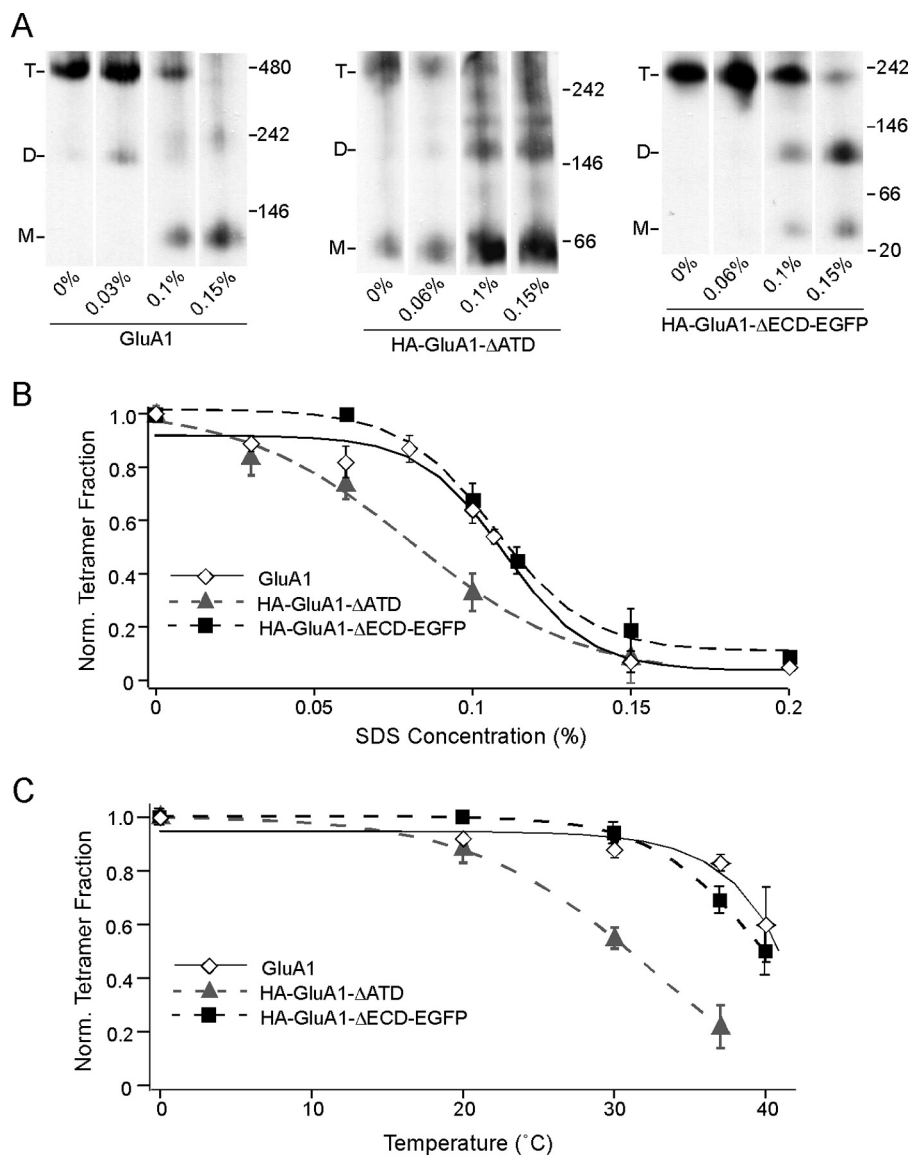 A
T–
D–
M–
–480
–242
–146
0%
0.03%
0.1%
0.15%
GluA1
T–
D–
M–
–242
–146
–66
0%
0.06%
0.1%
0.15%
HA-GluA1-ΔATD
T–
D–
M–
–242
–146
–66
–20
0%
0.06%
0.1%
0.15%
HA-GluA1-ΔECD-EGFP
B
Norm. Tetramer Fraction
1.0
0.8
0.6
0.4
0.2
0
GluA1
HA-GluA1-ΔATD
HA-GluA1-ΔECD-EGFP
0
0.05
0.1
0.15
0.2
SDS Concentration (%)
C
Norm. Tetramer Fraction
1.0
0.8
0.6
0.4
0.2
0
GluA1
HA-GluA1-ΔATD
HA-GluA1-ΔECD-EGFP
0
10
20
30
40
Temperature (˚C)